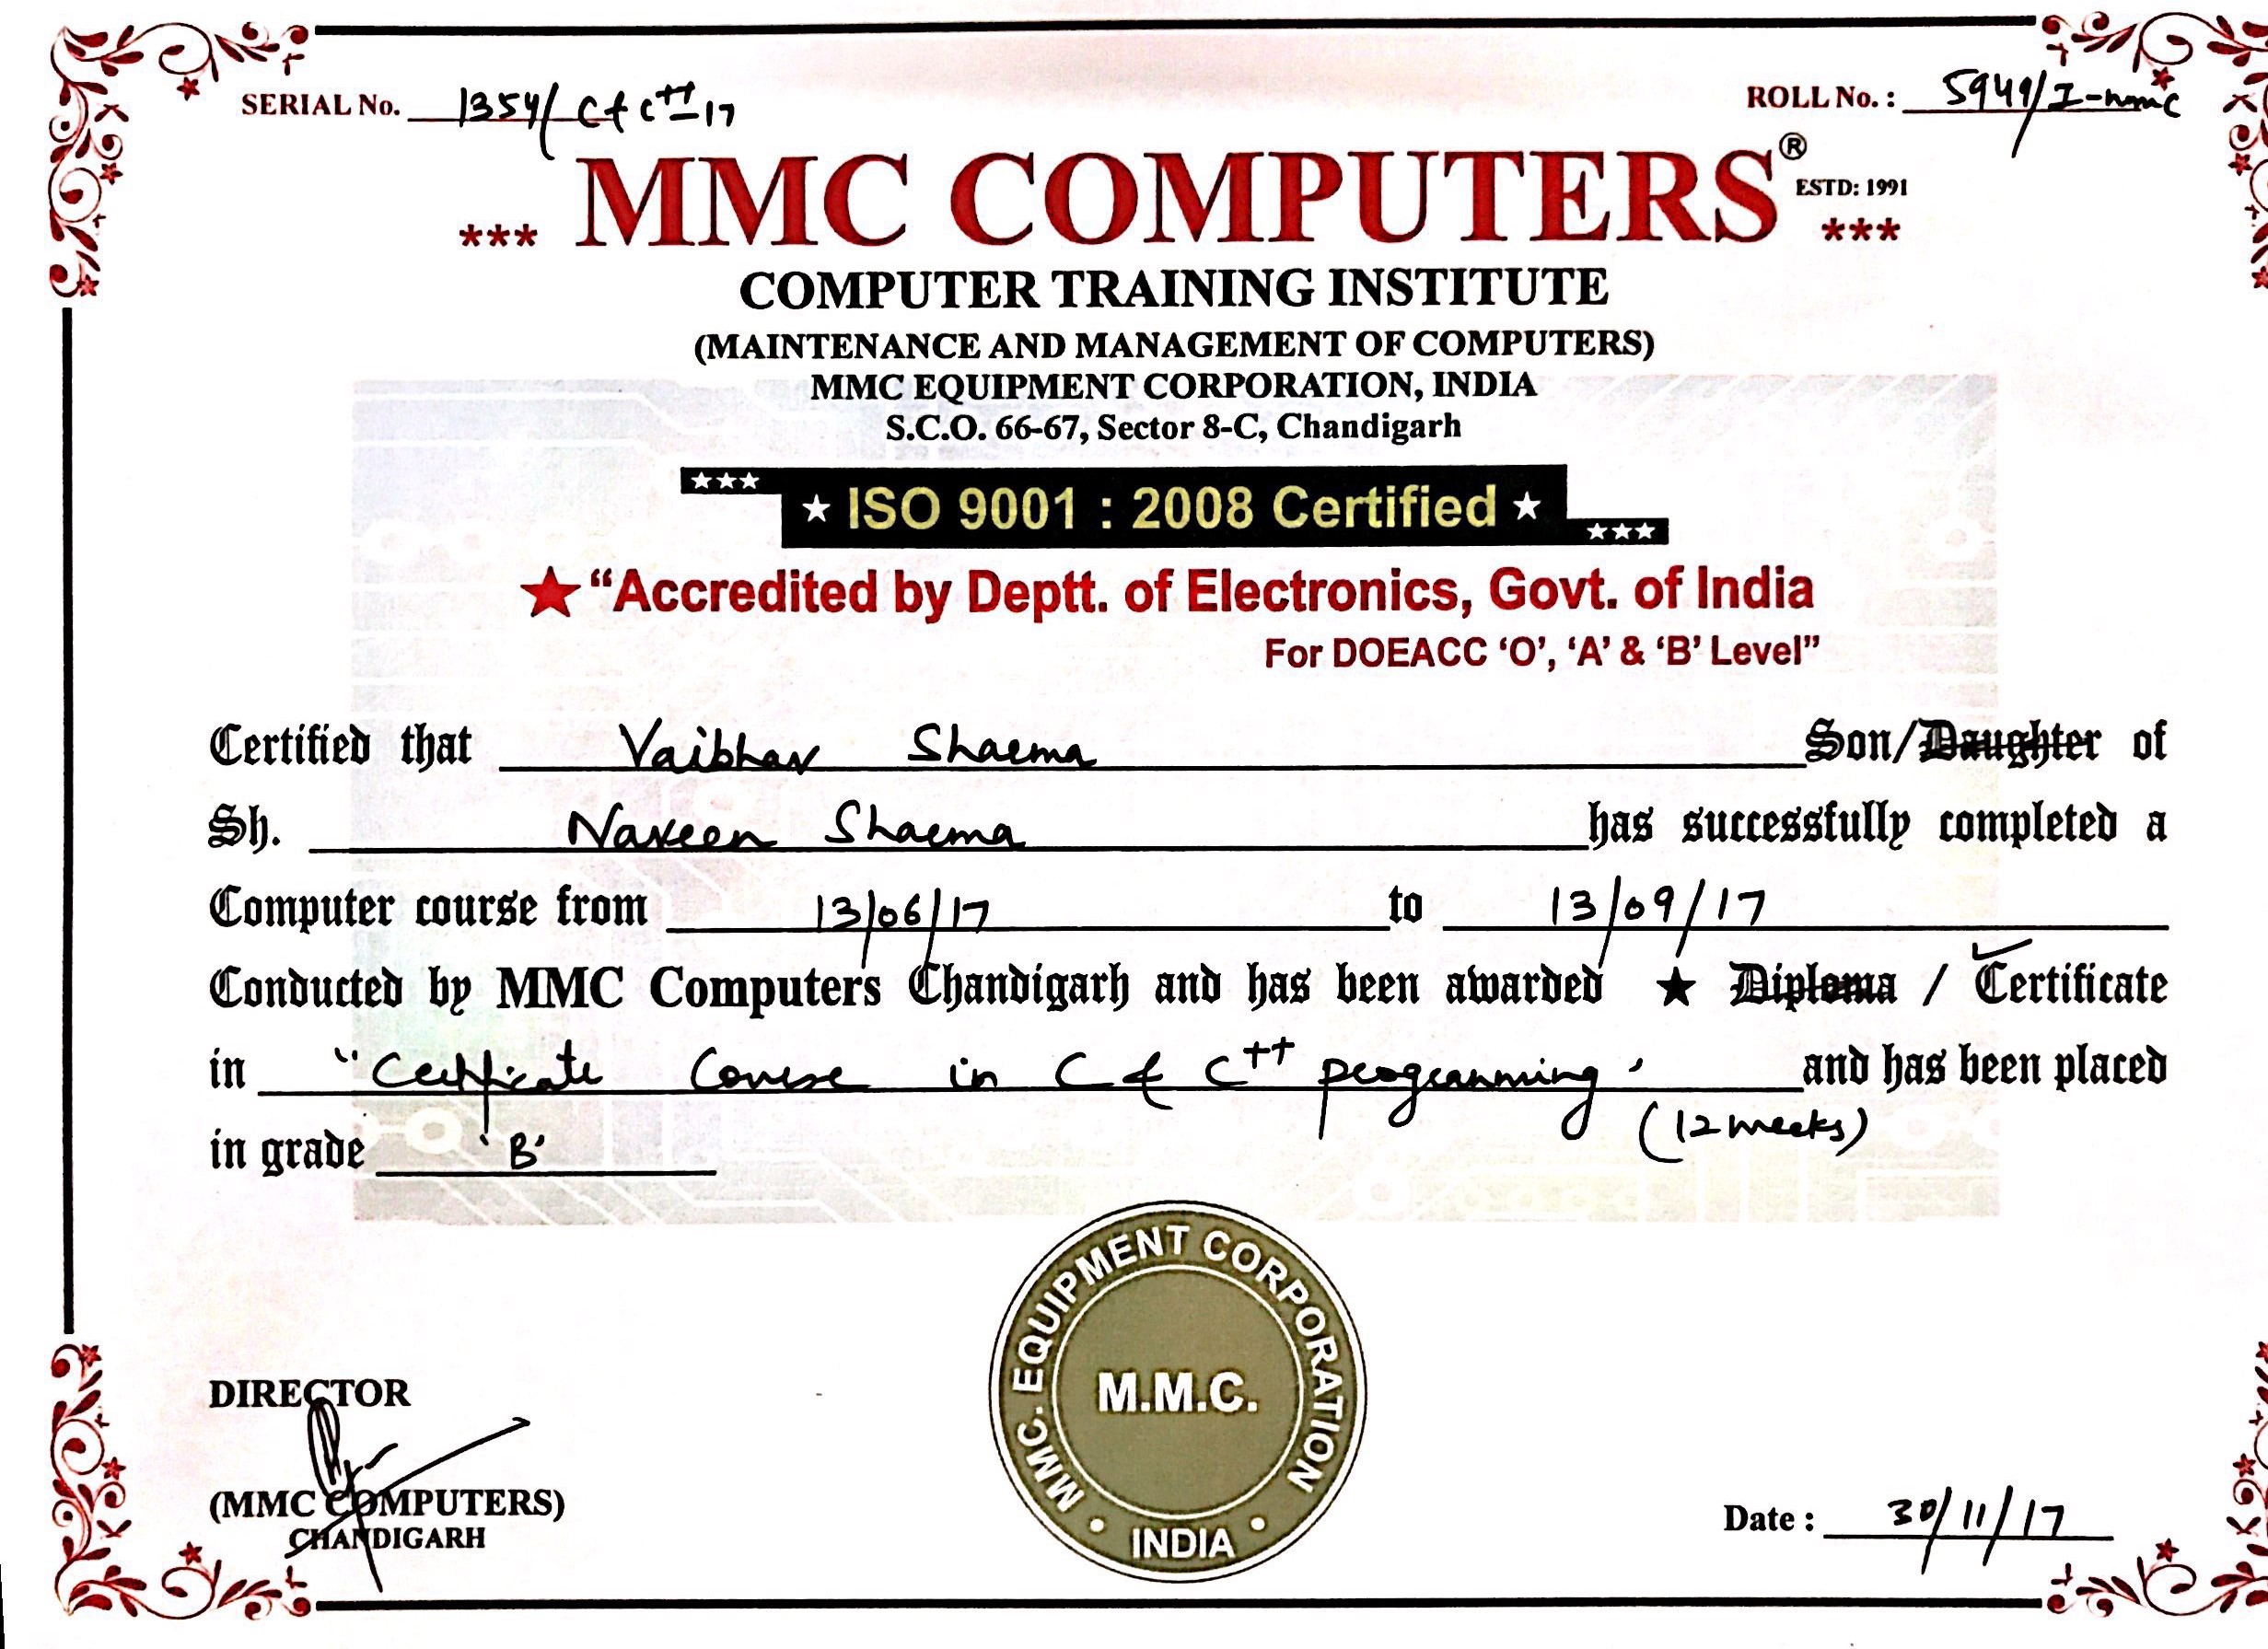 SERIAL No. 1354/ C & C++ 17
ROLL No. : 5949/I-mmc
MMC COMPUTERS®
ESTD: 1991
*** ***
COMPUTER TRAINING INSTITUTE
(MAINTENANCE AND MANAGEMENT OF COMPUTERS)
MMC EQUIPMENT CORPORATION, INDIA
S.C.O. 66-67, Sector 8-C, Chandigarh
★★★ ★ ISO 9001 : 2008 Certified ★ ★★★
★ “Accredited by Deptt. of Electronics, Govt. of India
For DOEACC ‘O’, ‘A’ & ‘B’ Level”
Certified that Vaibhav Sharma Son/Daughter of
Sh. Naveen Sharma has successfully completed a
Computer course from 13/06/17 to 13/09/17
Conducted by MMC Computers Chandigarh and has been awarded ★ Diploma / Certificate
in "Certificate Course in C & C++ programming' and has been placed
(12 weeks)
in grade 'B'
MMC. EQUIPMENT CORPORATION
M.M.C.
• INDIA •
DIRECTOR
(MMC COMPUTERS)
CHANDIGARH
Date : 30/11/17